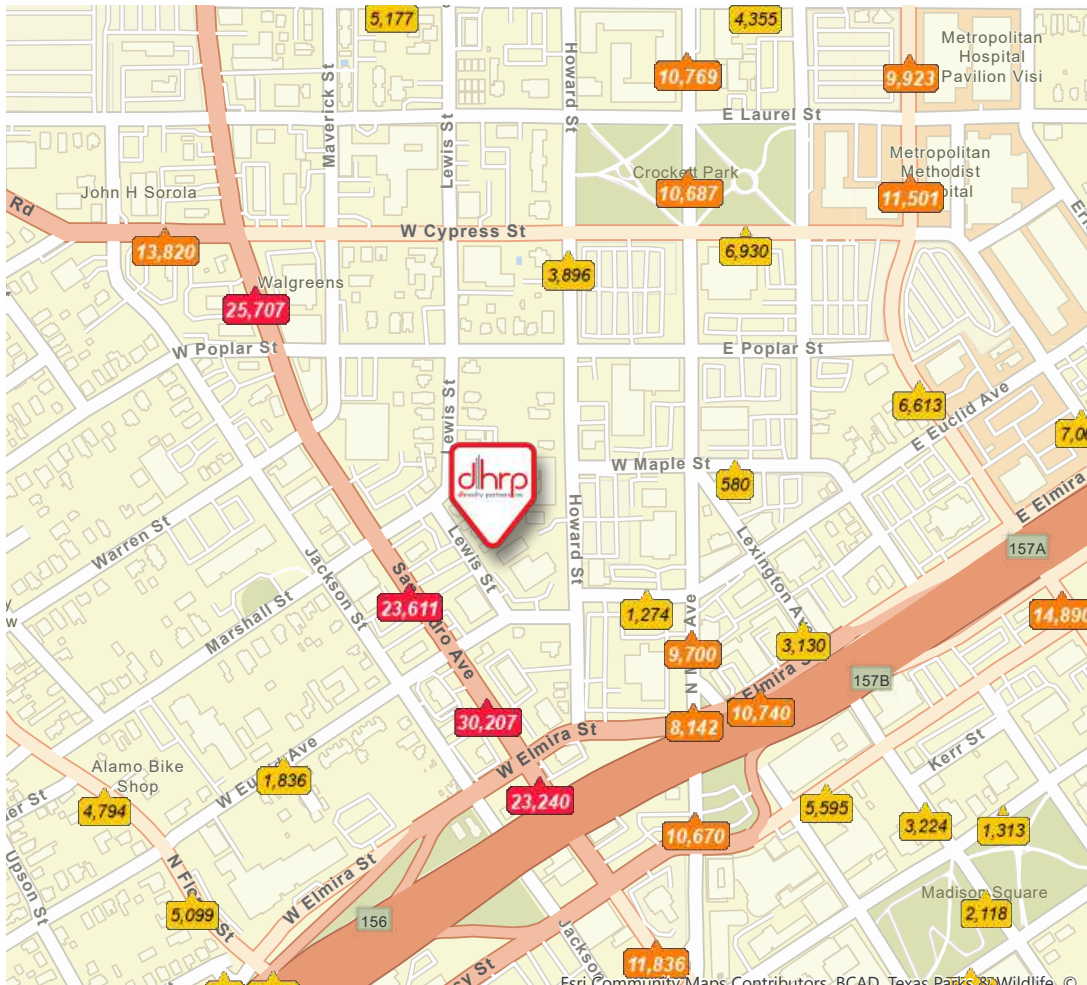 5,177
4,355
Metropolitan
Hospital
Pavilion Visi
10,769
9,923
Maverick St
Howard St
Lewis St
E Laurel St
Metropolitan
Methodist
Crockett Park
10,687
11,501
John H Sorola
Rd
W Cypress St
13,820
6,930
3,896
Walgreens
25,707
W Poplar St
E Poplar St
Lewis St
6,613
E Euclid Ave
W Maple St
580
dhrp
Howard St
E Elmira
157A
Warren St
Lewis St
Lexington Ave
Jackson St
Marshall St
23,611
1,274
14,890
3,130
9,700
157B
30,207
10,740
8,142
W Elmira St
Elmira St
Kerr St
Alamo Bike
Shop
W Euclid Ave
1,836
4,794
23,240
5,595
10,670
3,224
1,313
Upson St
W Elmira St
Madison Square
5,099
156
2,118
Jackson
11,836
Esri Community Maps Contributors, BCAD, Texas Parks & Wildlife, ©